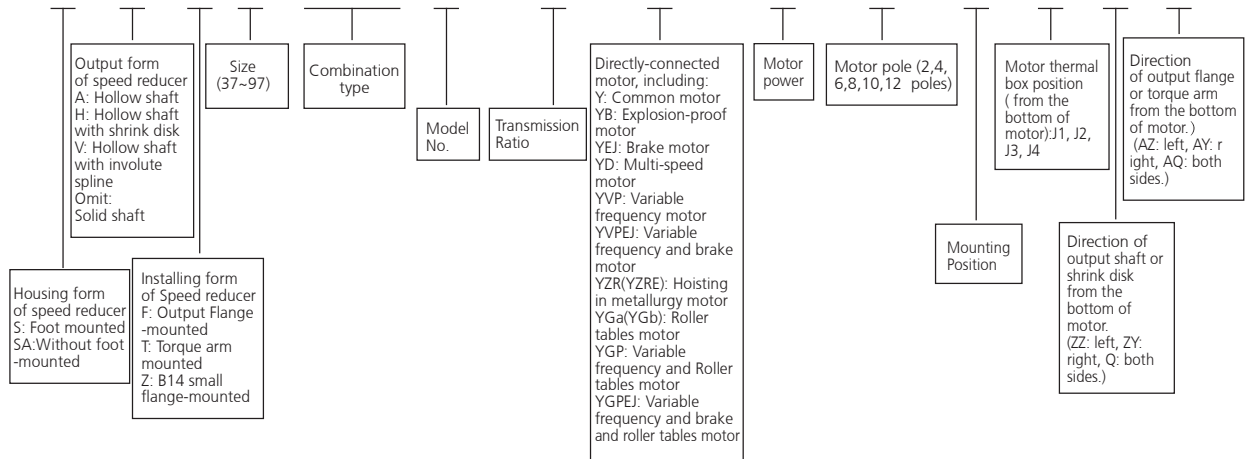 Output form
of speed reducer
A: Hollow shaft
H: Hollow shaft
with shrink disk
V: Hollow shaft
with involute
spline
Omit:
Solid shaft
Size
(37~97)
Combination
type
Model
No.
Transmission
Ratio
Directly-connected
motor, including:
Y: Common motor
YB: Explosion-proof
motor
YEJ: Brake motor
YD: Multi-speed
motor
YVP: Variable
frequency motor
YVPEJ: Variable
frequency and brake
motor
YZR(YZRE): Hoisting
in metallurgy motor
YGa(YGb): Roller
tables motor
YGP: Variable
frequency and Roller
tables motor
YGPEJ: Variable
frequency and brake
and roller tables motor
Motor
power
Motor pole (2,4,
6,8,10,12 poles)
Motor thermal
box position
( from the
bottom of
motor):J1, J2,
J3, J4
Direction
of output flange
or torque arm
from the bottom
of motor.)
(AZ: left, AY: r
ight, AQ: both
sides.)
Housing form
of speed reducer
S: Foot mounted
SA:Without foot
-mounted
Installing form
of Speed reducer
F: Output Flange
-mounted
T: Torque arm
mounted
Z: B14 small
flange-mounted
Mounting
Position
Direction of
output shaft or
shrink disk
from the
bottom of
motor.
(ZZ: left, ZY:
right, Q: both
sides.)